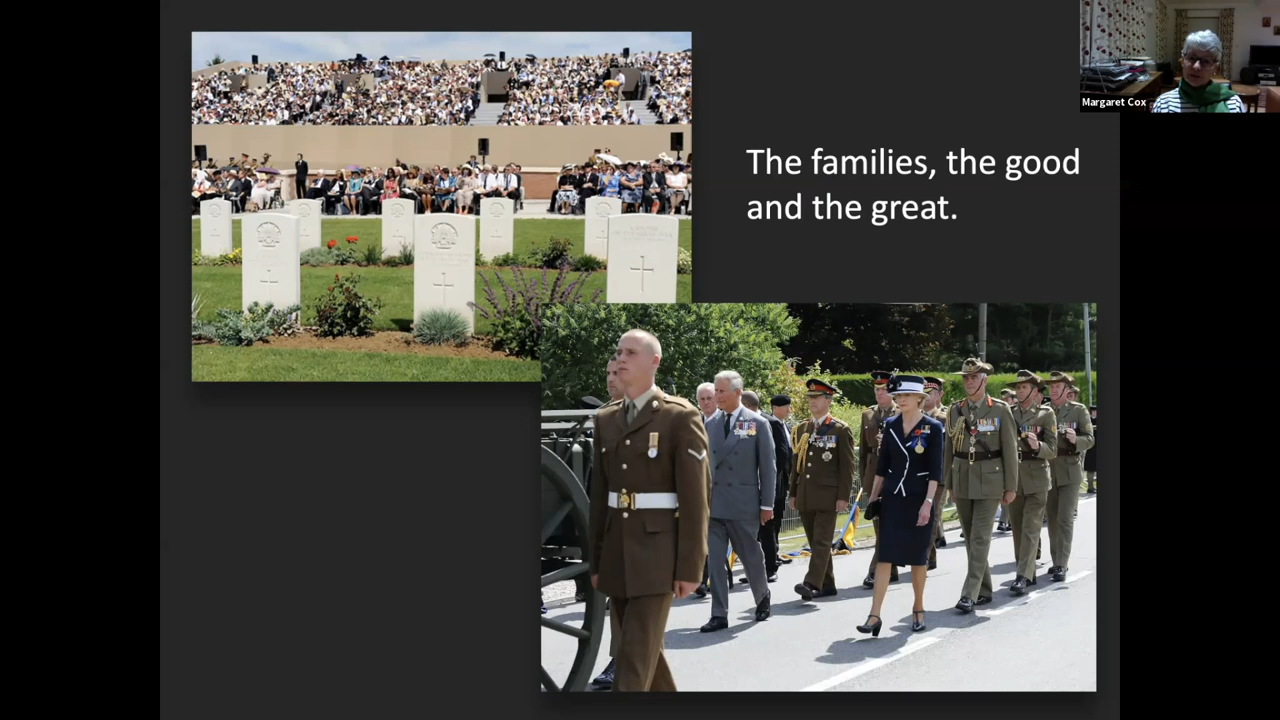 Margaret Cox
The families, the good
and the great.